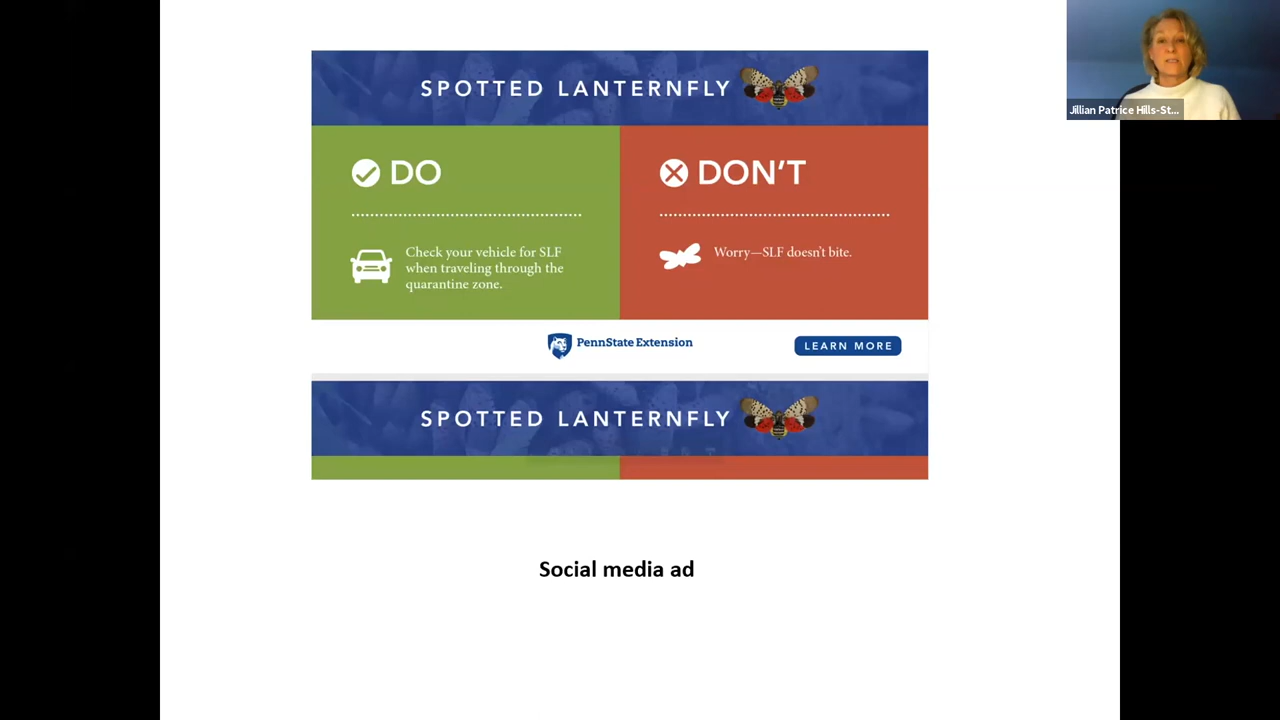 SPOTTED LANTERNFLY
DO
Check your vehicle for SLF
when traveling through the
quarantine zone.
DON'T
Worry—SLF doesn't bite.
PennState Extension
LEARN MORE
SPOTTED LANTERNFLY
Social media ad
Jillian Patrice Hills-St...